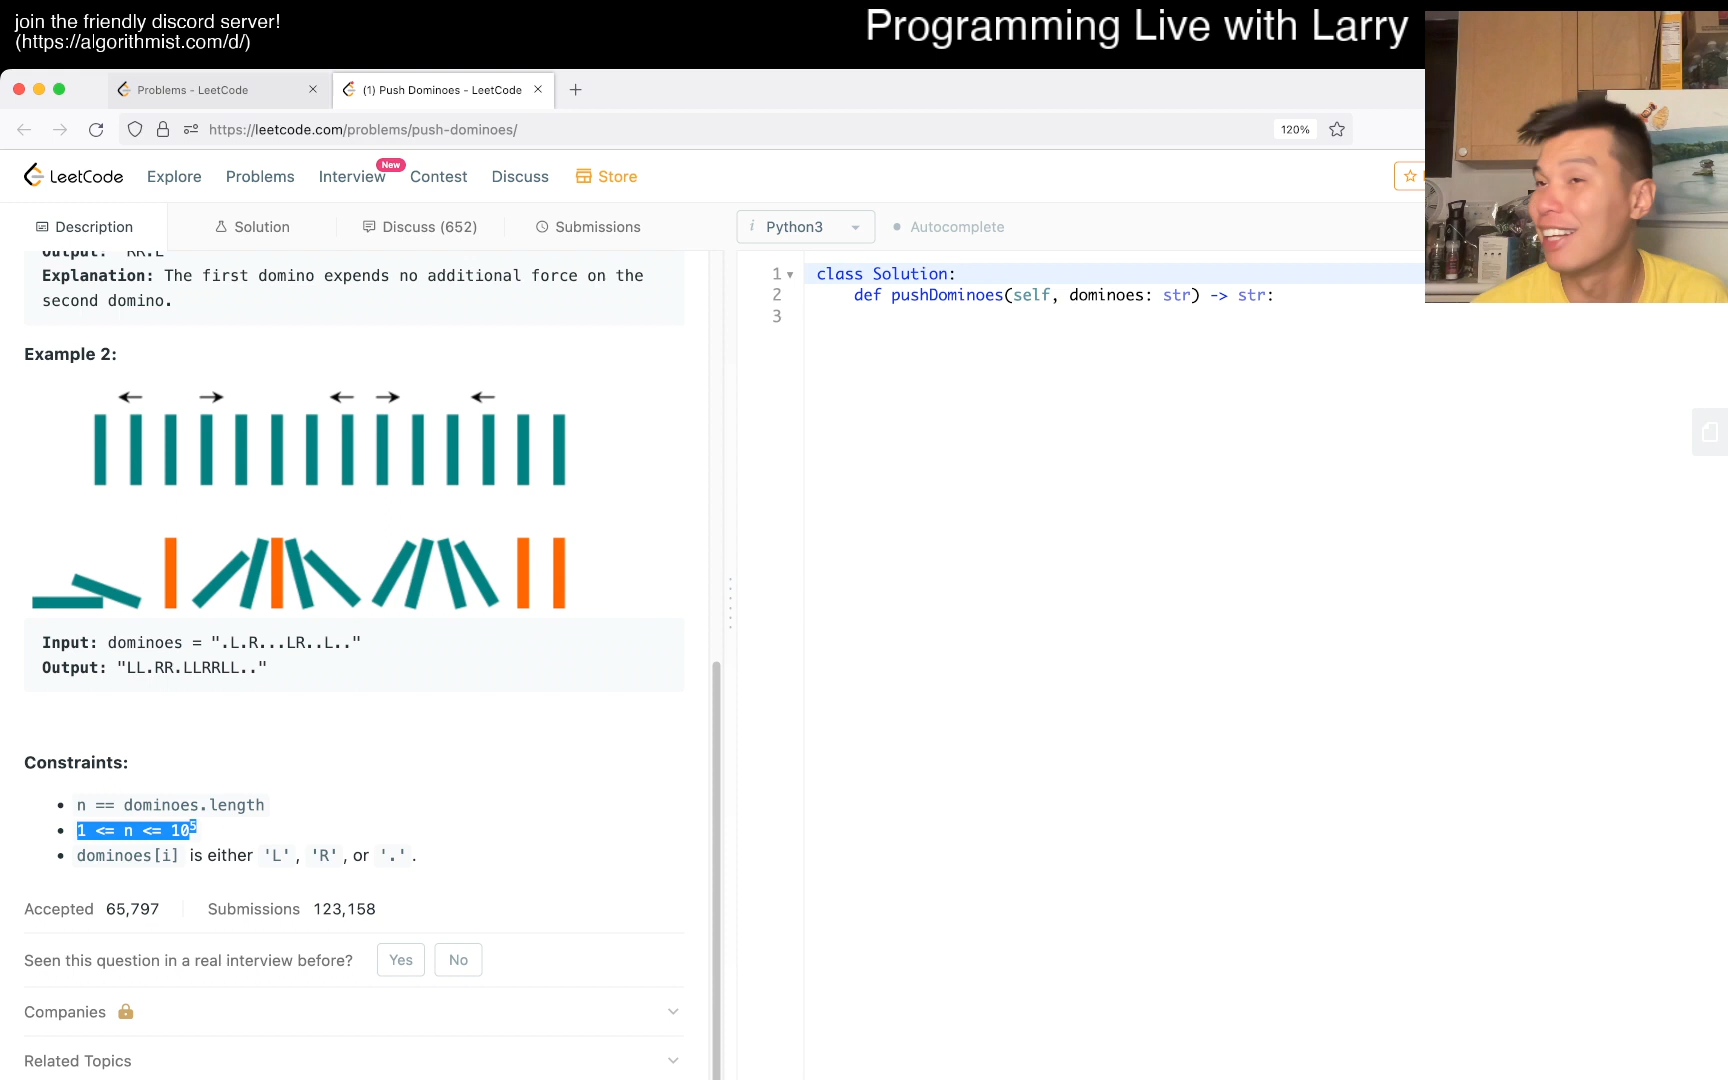 join the friendly discord server!
(https://algorithmist.com/d/)
Programming Live with Larry
Problems - LeetCode
(1) Push Dominoes - LeetCode
https://leetcode.com/problems/push-dominoes/
120%
LeetCode
Explore
Problems
Interview
New
Contest
Discuss
Store
Description
Solution
Discuss (652)
Submissions
i Python3
Autocomplete
Output: "RR.L"
Explanation: The first domino expends no additional force on the
second domino.
Example 2:
Input: dominoes = ".L.R...LR..L.."
Output: "LL.RR.LLRRLL.."
Constraints:
n == dominoes.length
1 <= n <= 10⁵
dominoes[i] is either 'L', 'R', or '.'.
Accepted 65,797
Submissions 123,158
Seen this question in a real interview before?
Yes
No
Companies
Related Topics
1 class Solution:
2 def pushDominoes(self, dominoes: str) -> str:
3